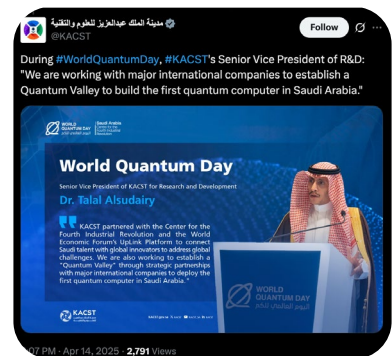 مدينة الملك عبدالعزيز للعلوم والتقنية
@KACST
Follow
During #WorldQuantumDay, #KACST's Senior Vice President of R&D:
"We are working with major international companies to establish a
Quantum Valley to build the first quantum computer in Saudi Arabia."
WORLD
QUANTUM DAY
Saudi Arabia
World Quantum Day
Senior Vice President of KACST for Research and Development
Dr. Talal Alsudairy
KACST partnered with the Center for the
Fourth Industrial Revolution and the World
Economic Forum's UpLink Platform to connect
Saudi talent with global innovators to address global
challenges. We are also working to establish a
"Quantum Valley" through strategic partnerships
with major international companies to deploy the
first quantum computer in Saudi Arabia."
WORLD
QUANTUM DAY
اليوم العالمي للكم
KACST
07 PM · Apr 14, 2025 · 2,791 Views